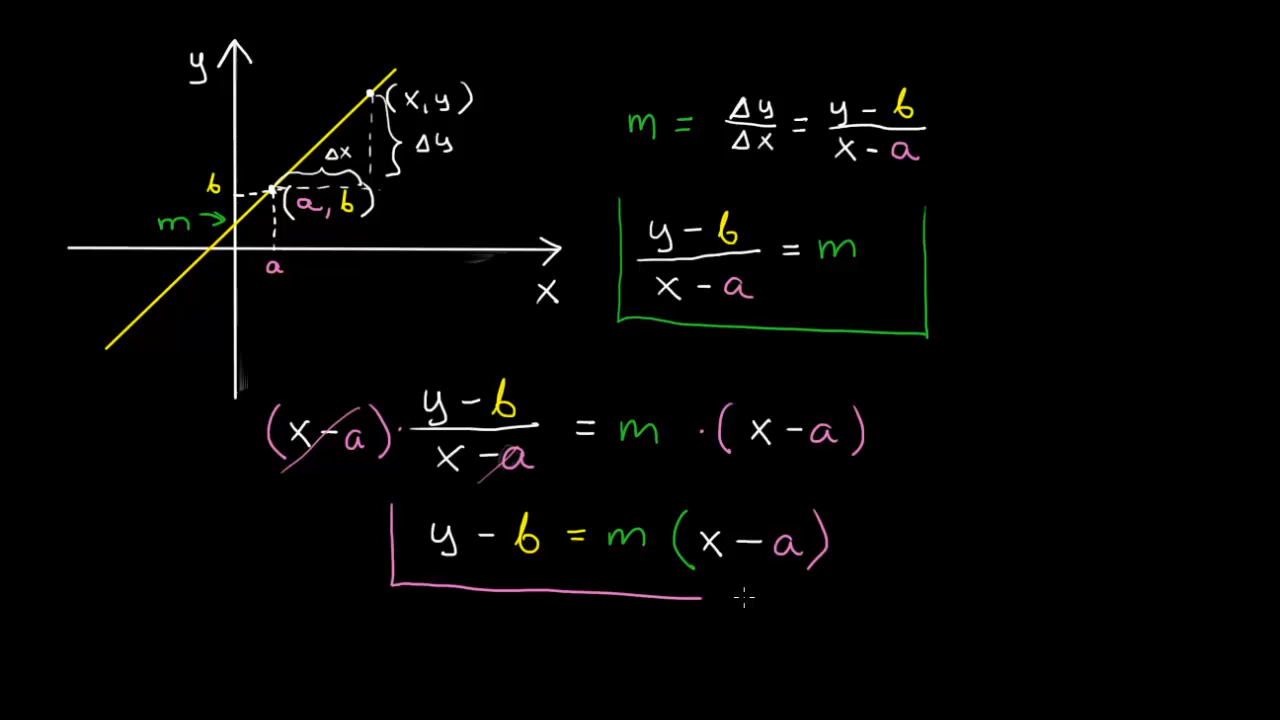 y
(x, y)
Δy
Δx
b
(a, b)
m →
a
x
m = Δy/Δx = (y - b)/(x - a)
(y - b)/(x - a) = m
(x - a) · (y - b)/(x - a) = m · (x - a)
y - b = m (x - a)